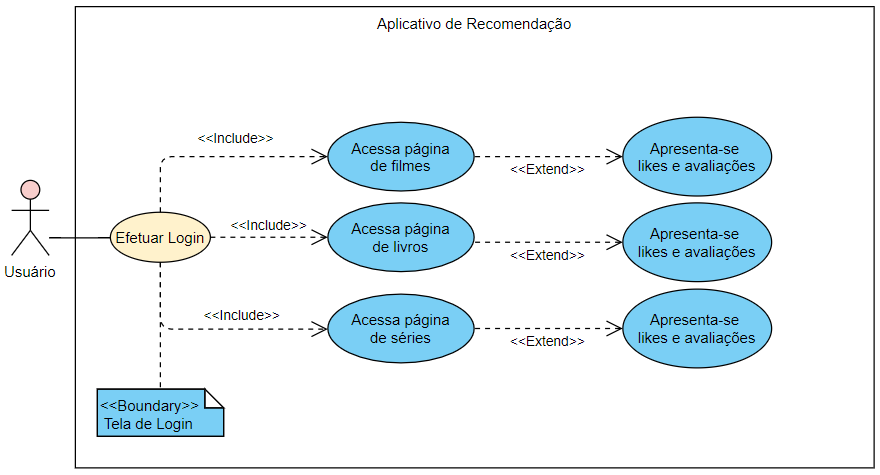 Aplicativo de Recomendação
<<Include>>
Acessa página
de filmes
<<Extend>>
Apresenta-se
likes e avaliações
Usuário
Efetuar Login
<<Include>>
Acessa página
de livros
<<Extend>>
Apresenta-se
likes e avaliações
<<Include>>
Acessa página
de séries
<<Extend>>
Apresenta-se
likes e avaliações
<<Boundary>>
Tela de Login